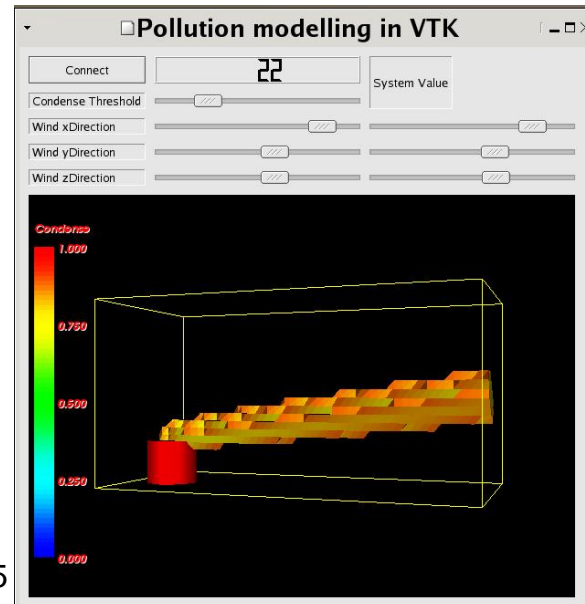 Pollution modelling in VTK
Connect
22
System Value
Condense Threshold
Wind xDirection
Wind yDirection
Wind zDirection
Condense
1.000
0.750
0.500
0.250
0.000
5